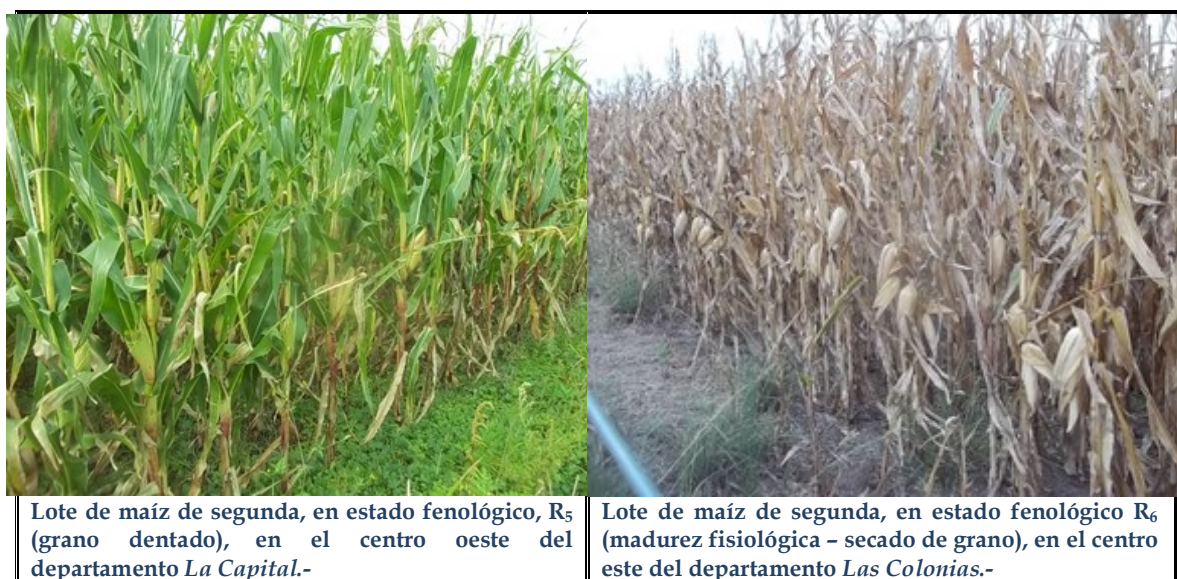 Lote de maíz de segunda, en estado fenológico, R₅
(grano dentado), en el centro oeste del
departamento La Capital.-
Lote de maíz de segunda, en estado fenológico R₆
(madurez fisiológica – secado de grano), en el centro
este del departamento Las Colonias.-